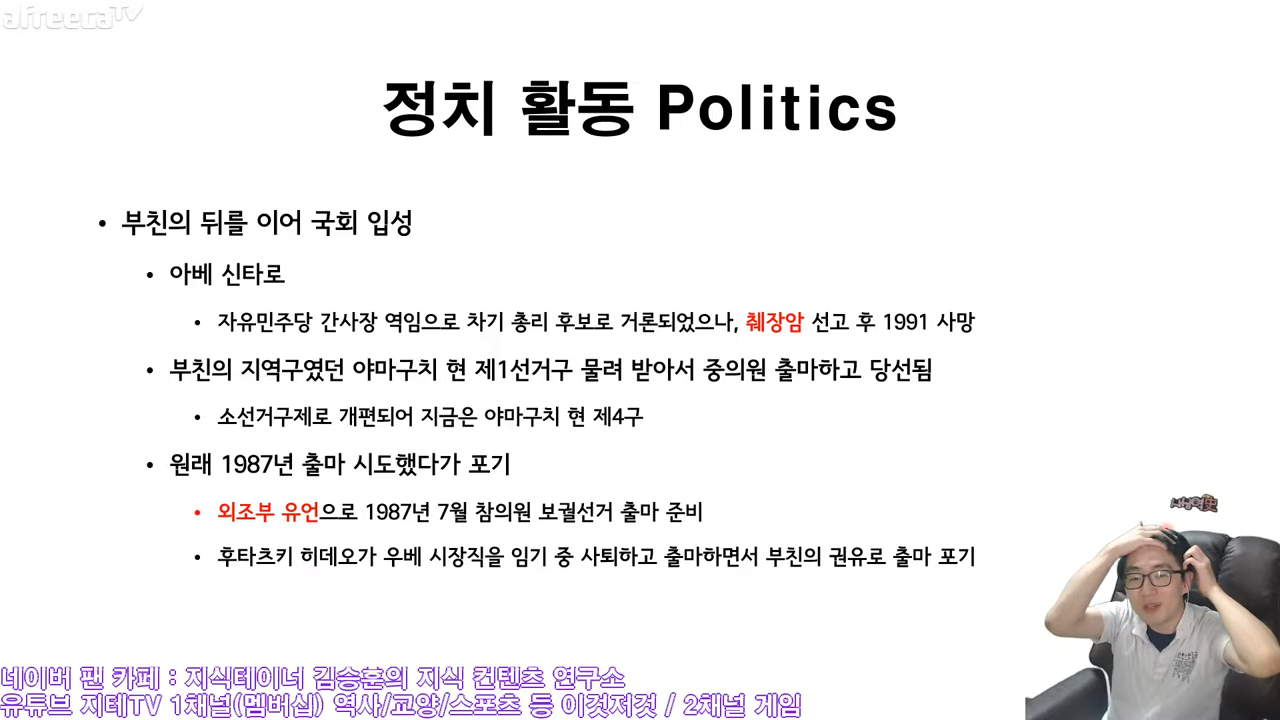 afreecaTV
정치 활동 Politics
• 부친의 뒤를 이어 국회 입성
• 아베 신타로
• 자유민주당 간사장 역임으로 차기 총리 후보로 거론되었으나, 췌장암 선고 후 1991 사망
• 부친의 지역구였던 야마구치 현 제1선거구 물려 받아서 중의원 출마하고 당선됨
• 소선거구제로 개편되어 지금은 야마구치 현 제4구
• 원래 1987년 출마 시도했다가 포기
• 외조부 유언으로 1987년 7월 참의원 보궐선거 출마 준비
• 후타츠키 히데오가 우베 시장직을 임기 중 사퇴하고 출마하면서 부친의 권유로 출마 포기
네이버 팬 카페 : 지식테이너 김승훈의 지식 컨텐츠 연구소
유튜브 지테TV 1채널(멤버십) 역사/교양/스포츠 등 이것저것 / 2채널 게임